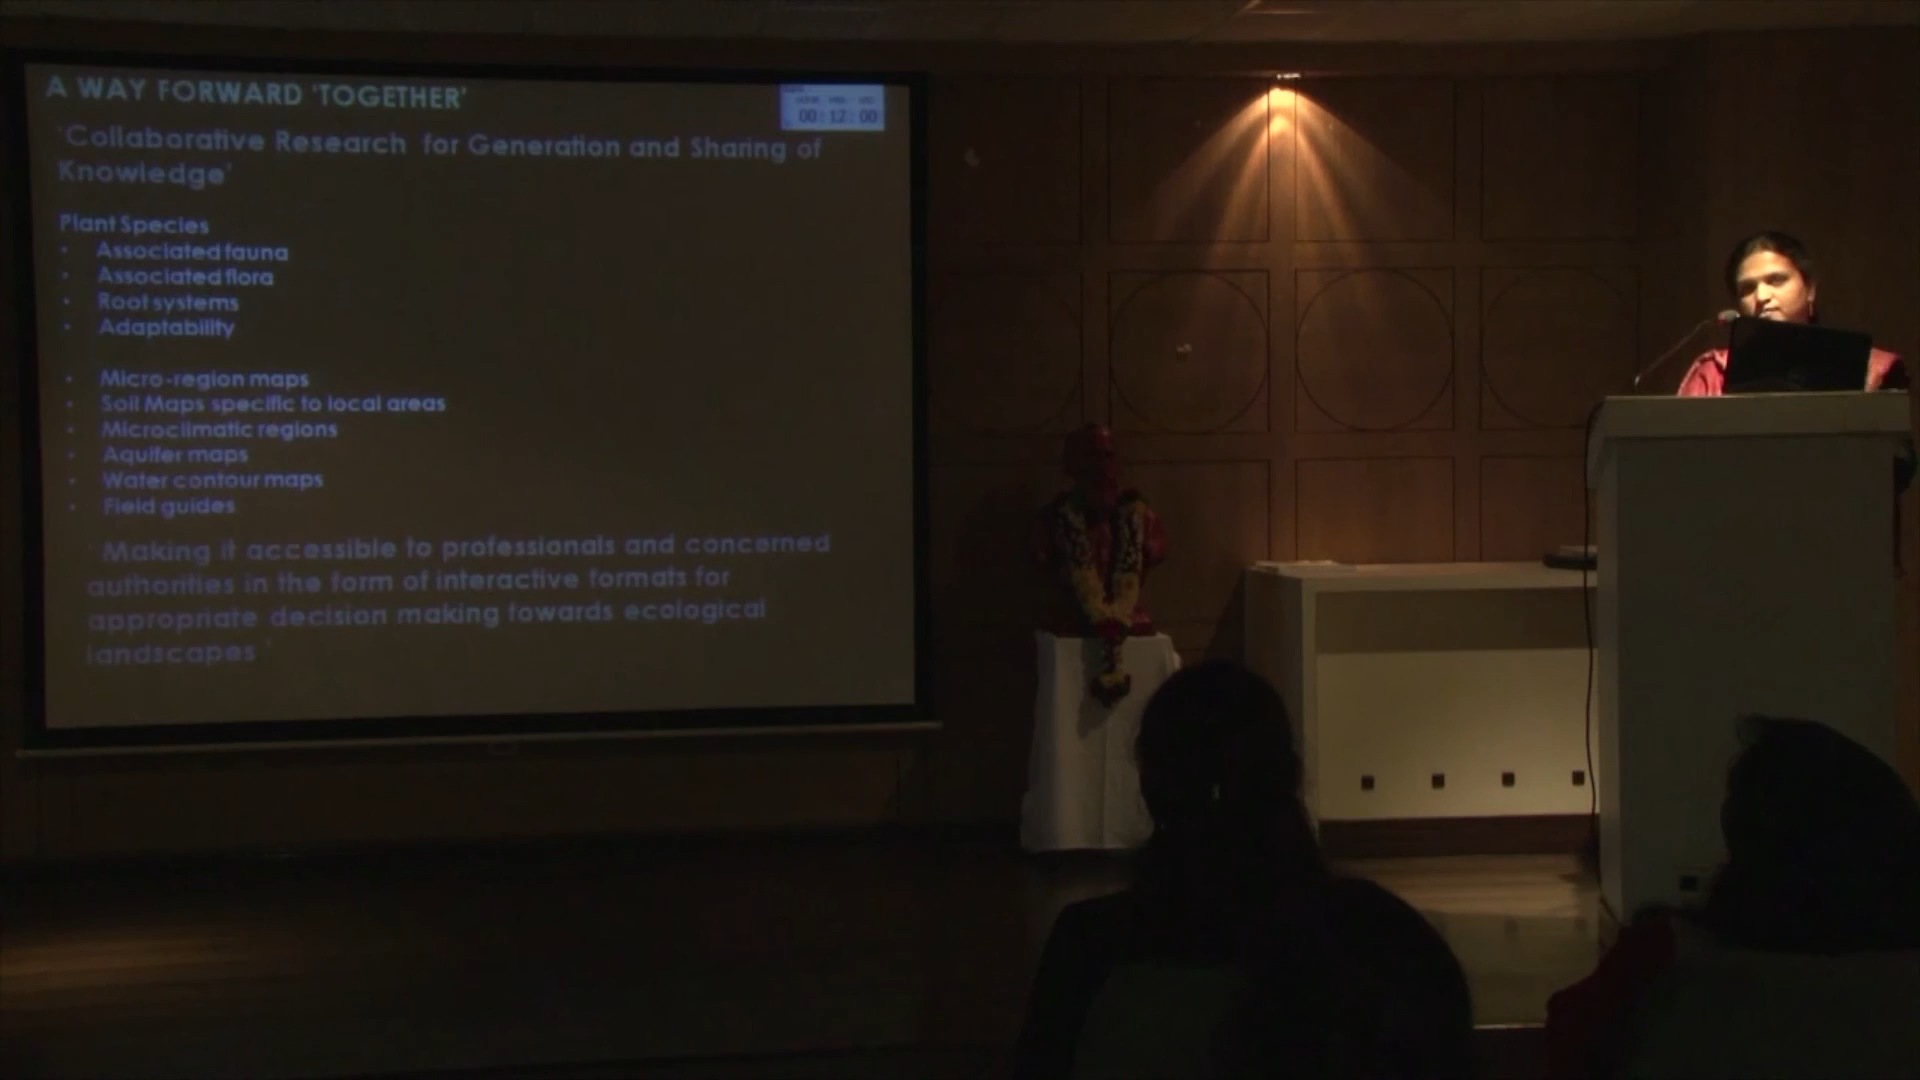 A WAY FORWARD 'TOGETHER'
00 : 12 : 00
'Collaborative Research for Generation and Sharing of
Knowledge'
Plant Species
• Associated fauna
• Associated flora
• Root systems
• Adaptability
• Micro-region maps
• Soil Maps specific to local areas
• Microclimatic regions
• Aquifer maps
• Water contour maps
• Field guides
' Making it accessible to professionals and concerned
authorities in the form of interactive formats for
appropriate decision making towards ecological
landscapes '